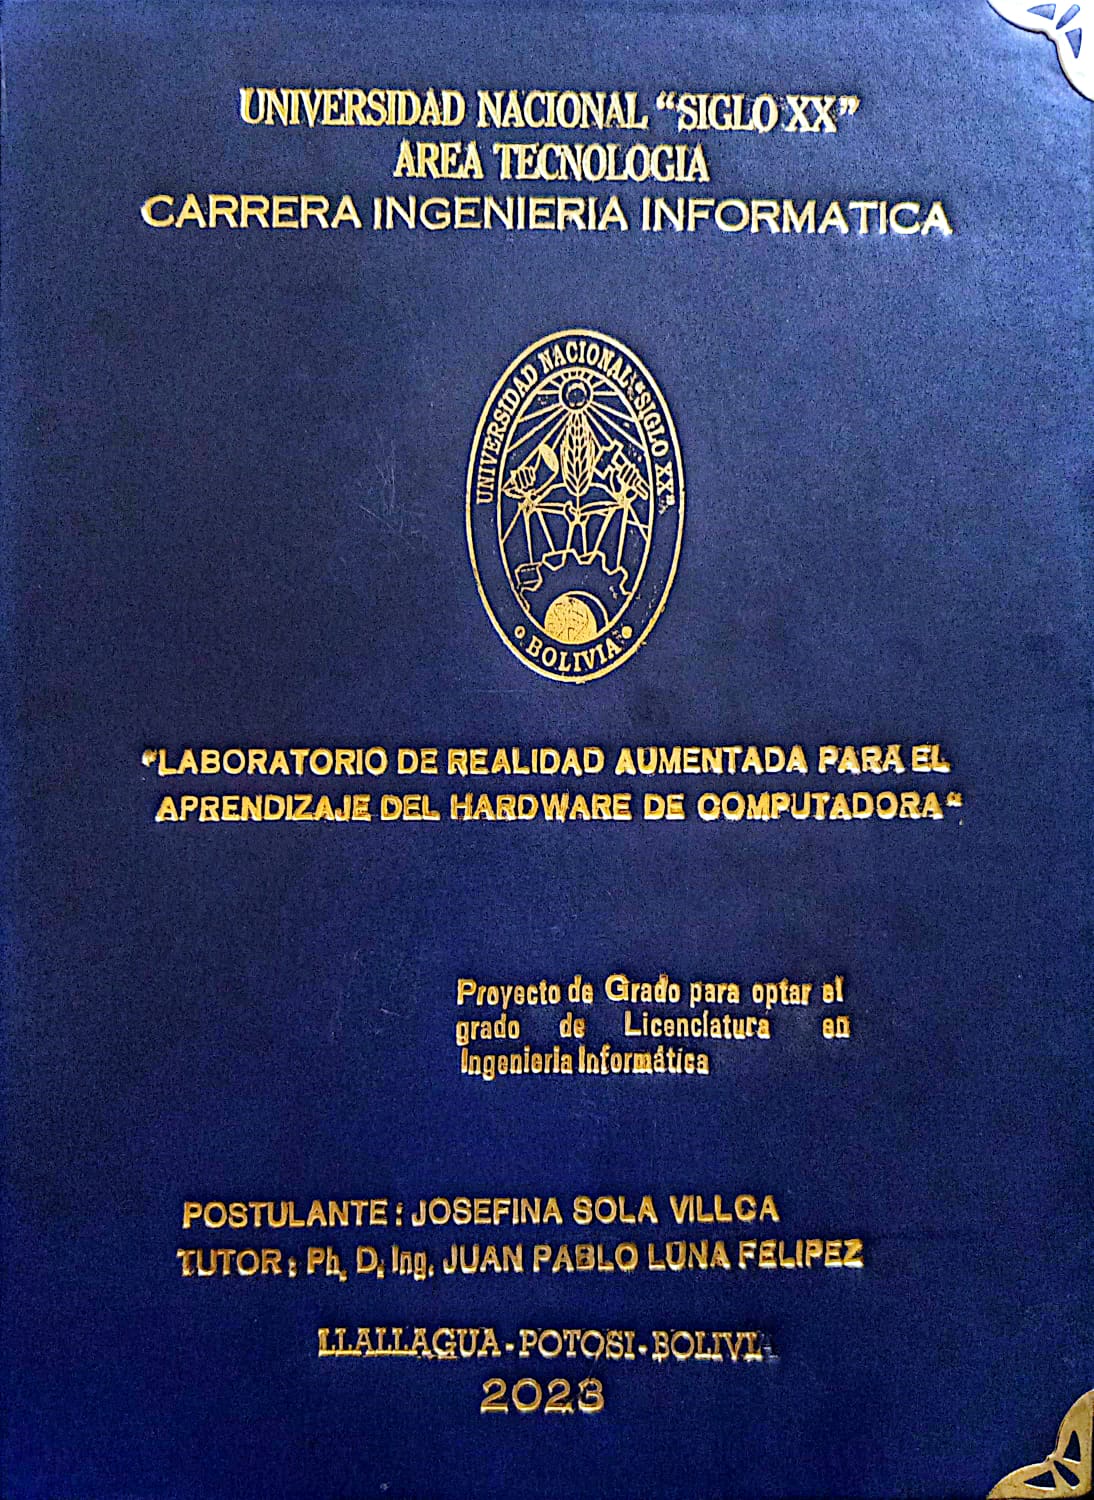 UNIVERSIDAD NACIONAL “SIGLO XX”
AREA TECNOLOGIA
CARRERA INGENIERIA INFORMATICA
UNIVERSIDAD NACIONAL “SIGLO XX”
BOLIVIA
“LABORATORIO DE REALIDAD AUMENTADA PARA EL
APRENDIZAJE DEL HARDWARE DE COMPUTADORA“
Proyecto de Grado para optar el
grado de Licenciatura en
Ingeniería Informática
POSTULANTE : JOSEFINA SOLA VILLCA
TUTOR : Ph. D. Ing. JUAN PABLO LUNA FELIPEZ
LLALLAGUA - POTOSI - BOLIVI
2023